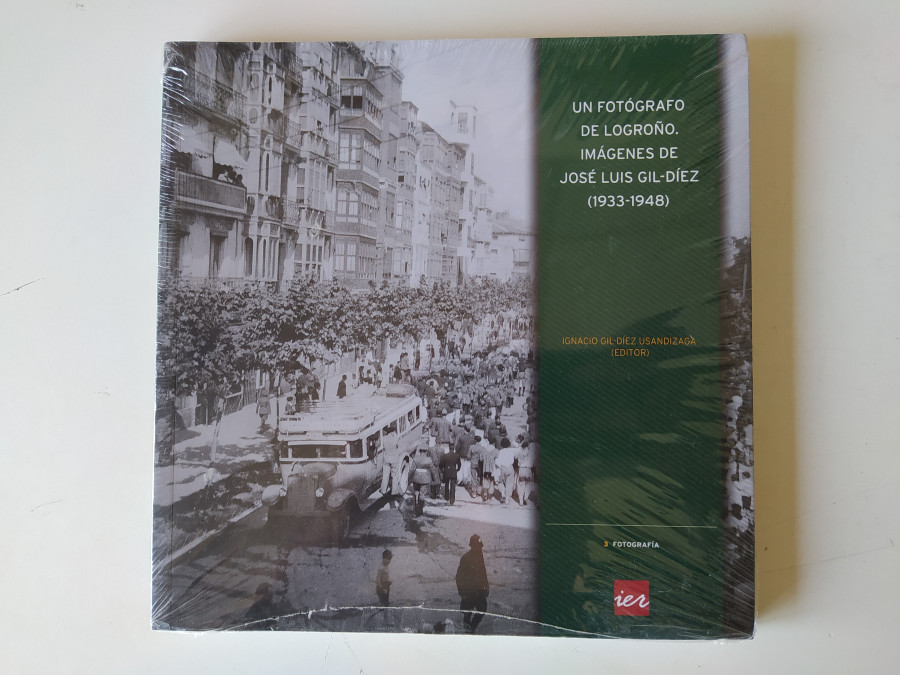 UN FOTÓGRAFO
DE LOGROÑO.
IMÁGENES DE
JOSÉ LUIS GIL-DÍEZ
(1933-1948)
IGNACIO GIL-DÍEZ USANDIZAGA
(EDITOR)
3 FOTOGRAFÍA
ier